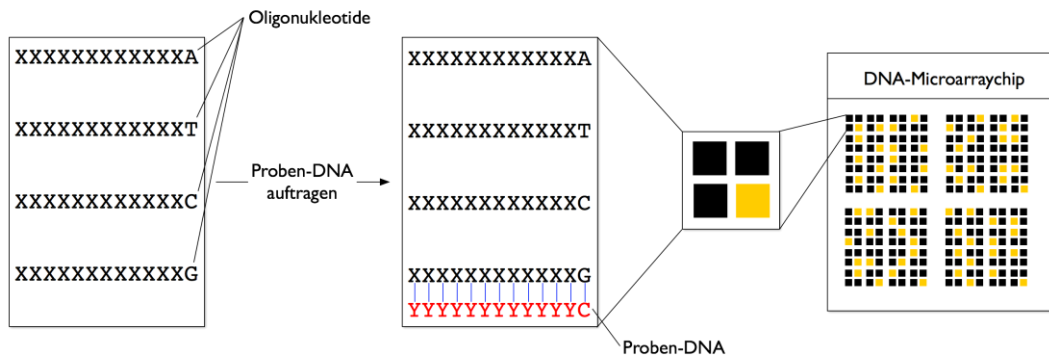 Oligonukleotide
XXXXXXXXXXXXA
XXXXXXXXXXXXT
XXXXXXXXXXXXC
XXXXXXXXXXXXG
Proben-DNA
auftragen
XXXXXXXXXXXXA
XXXXXXXXXXXXT
XXXXXXXXXXXXC
XXXXXXXXXXXXG
YYYYYYYYYYYYC
Proben-DNA
DNA-Microarraychip